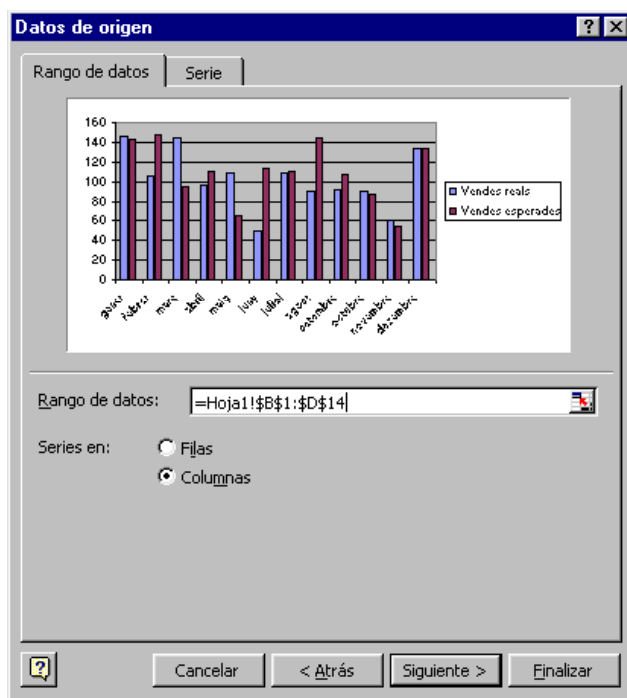 Datos de origen
Rango de datos
Serie
160
140
120
100
80
60
40
20
0
gener
febrer
març
abril
maig
juny
juliol
agost
setembre
octubre
novembre
Vendes reals
Vendes esperades
Rango de datos: =Hoja1!$B$1:$D$14
Series en: Filas
Columnas
Cancelar < Atrás Siguiente > Finalizar